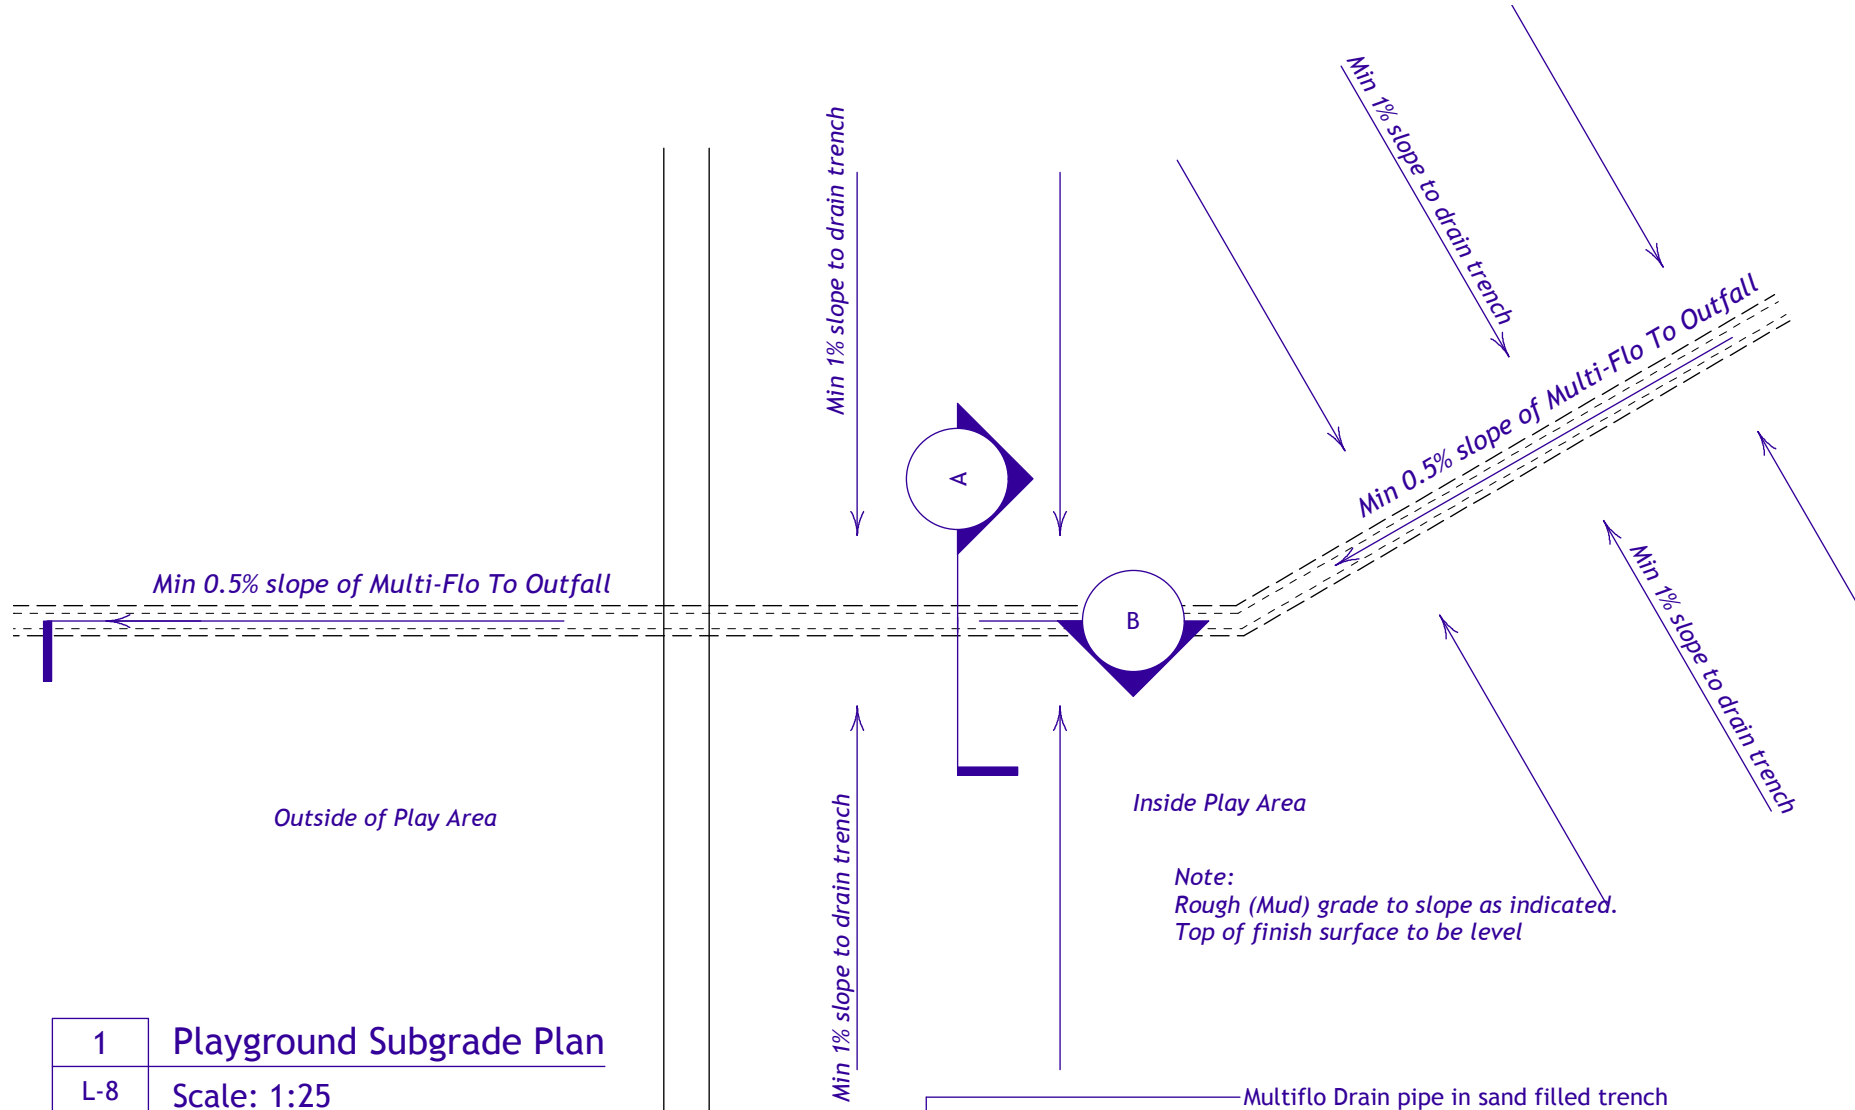 Min 1% slope to drain trench
Min 1% slope to drain trench
Min 0.5% slope of Multi-Flo To Outfall
A
Min 0.5% slope of Multi-Flo To Outfall
B
Min 1% slope to drain trench
Outside of Play Area
Inside Play Area
Min 1% slope to drain trench
Note:
Rough (Mud) grade to slope as indicated.
Top of finish surface to be level
1
Playground Subgrade Plan
L-8
Scale: 1:25
Multiflo Drain pipe in sand filled trench